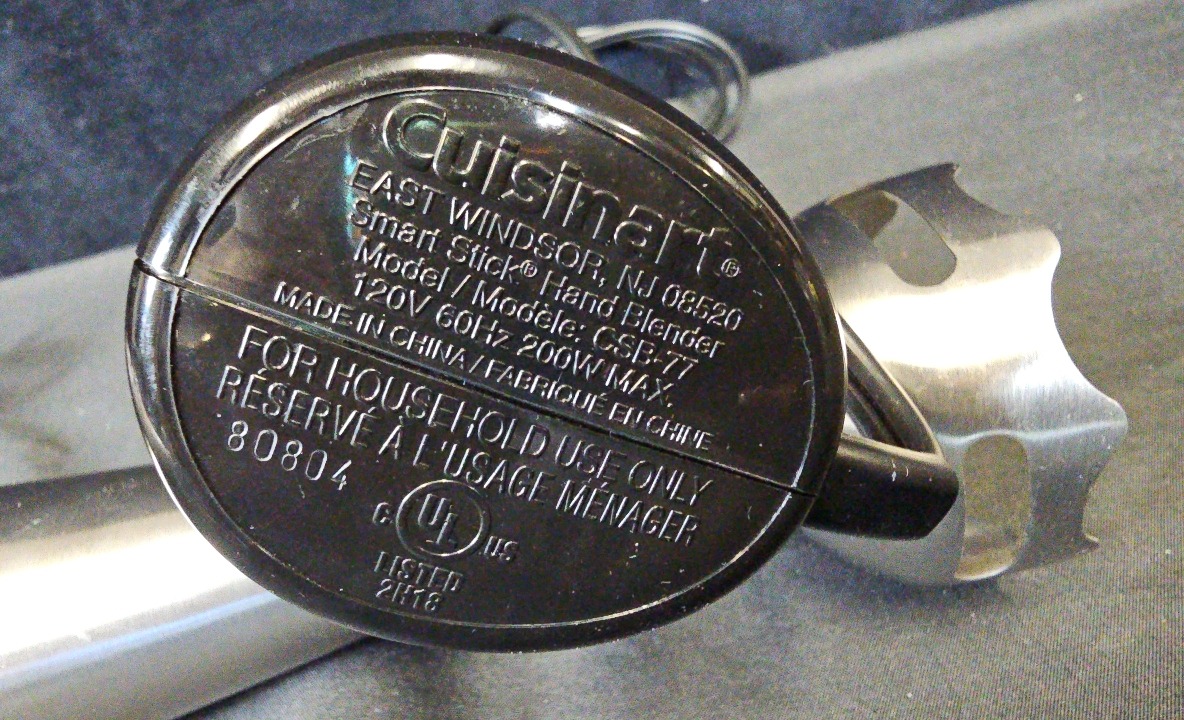 Cuisinart®
EAST WINDSOR, NJ 08520
Smart Stick® Hand Blender
Model / Modèle: CSB-77
120V 60Hz 200W MAX.
MADE IN CHINA / FABRIQUÉ EN CHINE
FOR HOUSEHOLD USE ONLY
RÉSERVÉ À L'USAGE MÉNAGER
80804
C UL US
LISTED
2H18